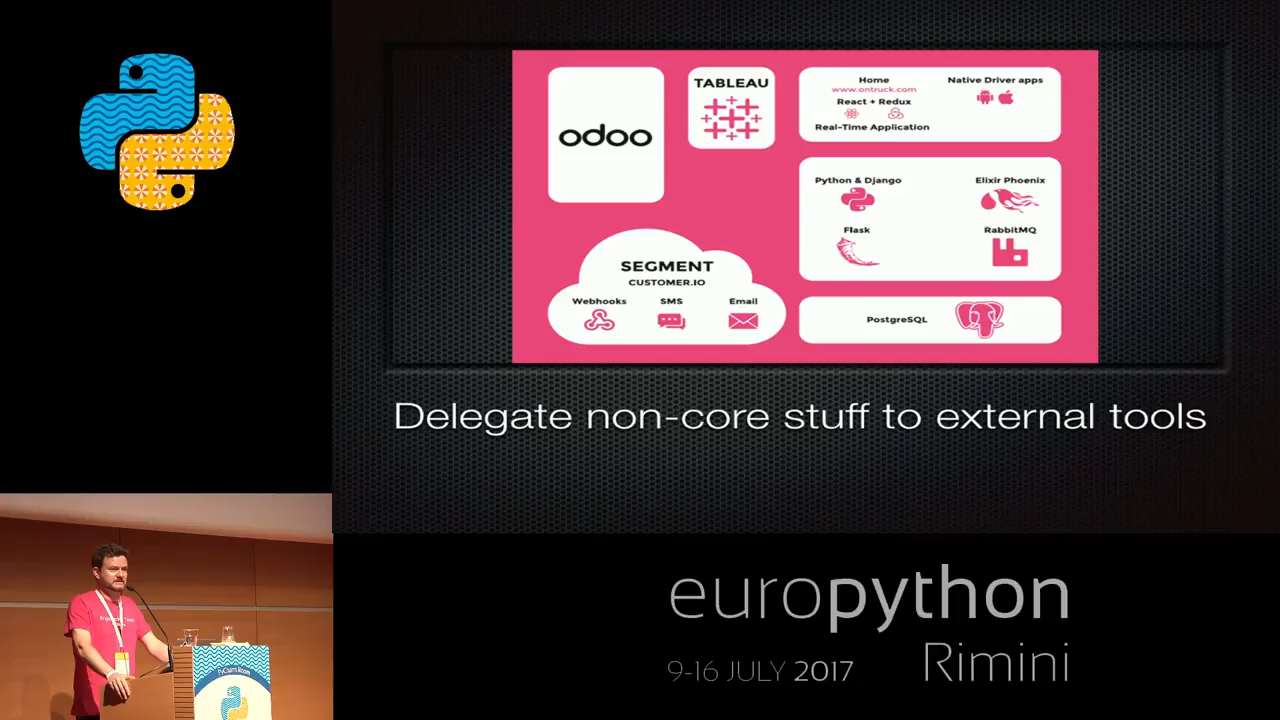 odoo
TABLEAU
Home
www.ontruck.com
React + Redux
Real-Time Application
Native Driver apps
Python & Django
Elixir Phoenix
Flask
RabbitMQ
SEGMENT
CUSTOMER.IO
Webhooks
SMS
Email
PostgreSQL
Delegate non-core stuff to external tools
europython
Rimini
9-16 JULY 2017
PyCharm Room